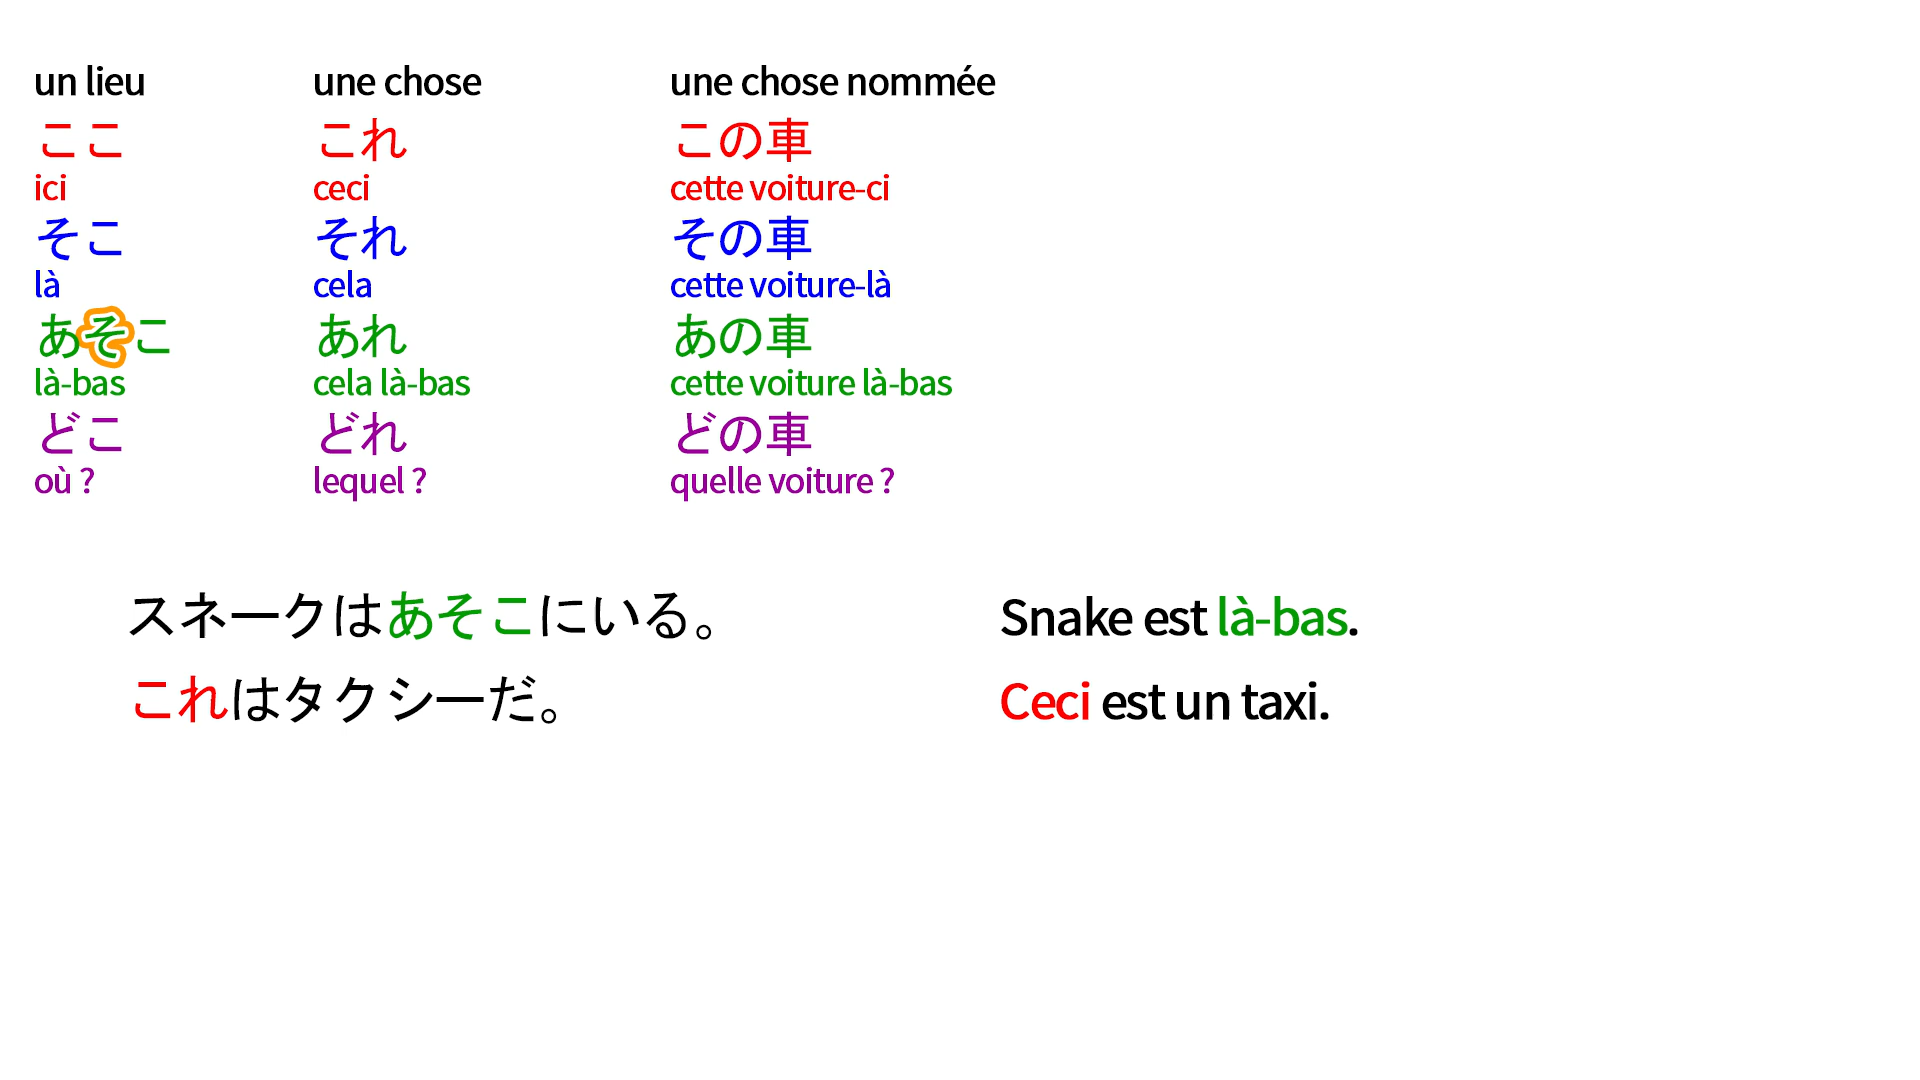 un lieu une chose une chose nommée
ここ これ この車
ici ceci cette voiture-ci
そこ それ その車
là cela cette voiture-là
あそこ あれ あの車
là-bas cela là-bas cette voiture là-bas
どこ どれ どの車
où ? lequel ? quelle voiture ?
スネークはあそこにいる。 Snake est là-bas.
これはタクシーだ。 Ceci est un taxi.